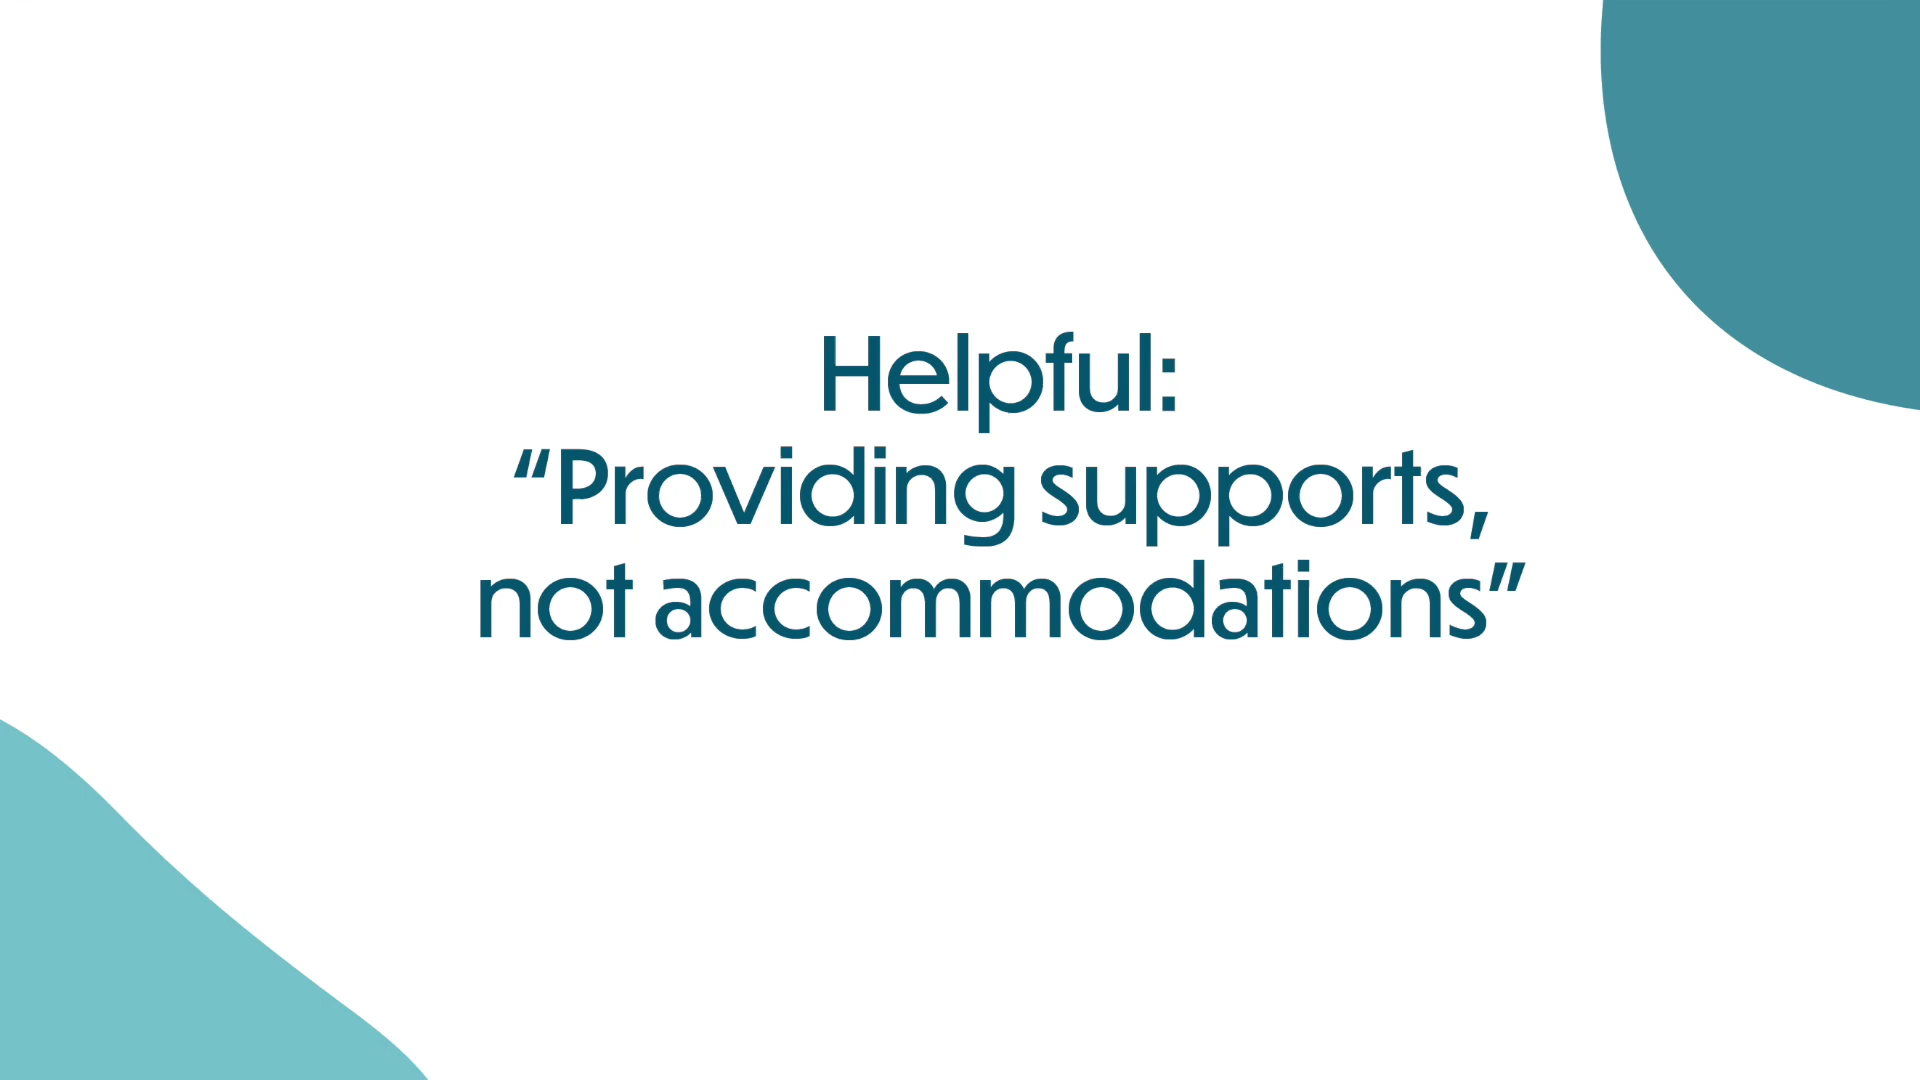 Helpful:
“Providing supports,
not accommodations”